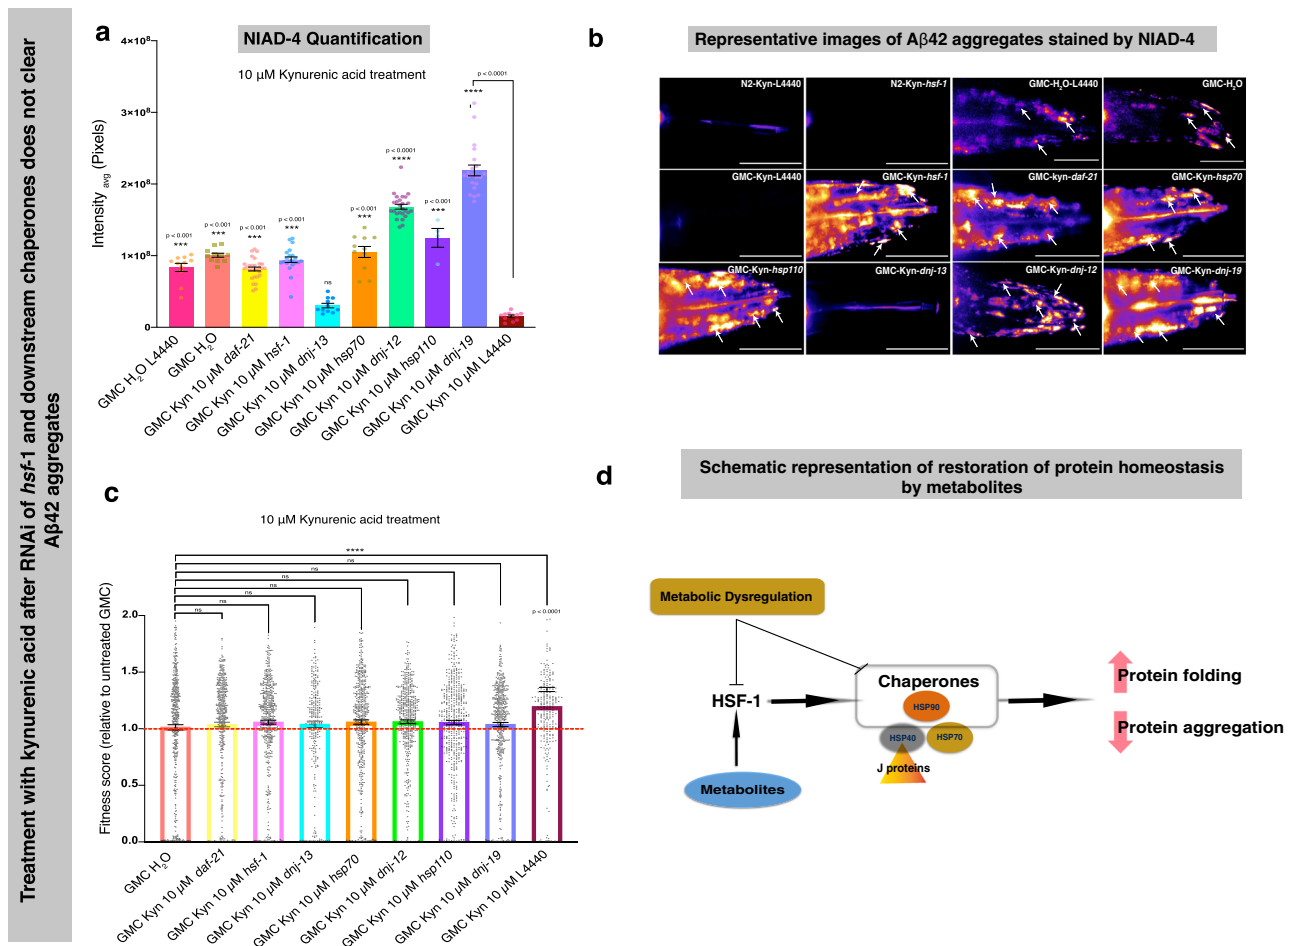 Treatment with kynurenic acid after RNAi of hsf-1 and downstream chaperones does not clear
Aβ42 aggregates
a
NIAD-4 Quantification
10 µM Kynurenic acid treatment
Intensity avg (Pixels)
4×10⁸
3×10⁸
2×10⁸
1×10⁸
0
p < 0.001
***
p < 0.001
***
p < 0.001
***
p < 0.001
***
ns
p < 0.001
***
p < 0.0001
****
p < 0.001
***
****
p < 0.0001
GMC H₂O L4440
GMC H₂O
GMC Kyn 10 µM daf-21
GMC Kyn 10 µM hsf-1
GMC Kyn 10 µM dnj-13
GMC Kyn 10 µM hsp70
GMC Kyn 10 µM dnj-12
GMC Kyn 10 µM hsp110
GMC Kyn 10 µM dnj-19
GMC Kyn 10 µM L4440
b
Representative images of Aβ42 aggregates stained by NIAD-4
N2-Kyn-L4440
N2-Kyn-hsf-1
GMC-H₂O-L4440
GMC-H₂O
GMC-Kyn-L4440
GMC-Kyn-hsf-1
GMC-kyn-daf-21
GMC-Kyn-hsp70
GMC-Kyn-hsp110
GMC-Kyn-dnj-13
GMC-Kyn-dnj-12
GMC-Kyn-dnj-19
c
10 µM Kynurenic acid treatment
Fitness score (relative to untreated GMC)
2.0
1.5
1.0
0.5
0.0
****
ns
ns
ns
ns
ns
ns
ns
p < 0.0001
GMC H₂O
GMC Kyn 10 µM daf-21
GMC Kyn 10 µM hsf-1
GMC Kyn 10 µM dnj-13
GMC Kyn 10 µM hsp70
GMC Kyn 10 µM dnj-12
GMC Kyn 10 µM hsp110
GMC Kyn 10 µM dnj-19
GMC Kyn 10 µM L4440
d
Schematic representation of restoration of protein homeostasis
by metabolites
Metabolic Dysregulation
HSF-1
Metabolites
Chaperones
HSP90
HSP40
HSP70
J proteins
Protein folding
Protein aggregation